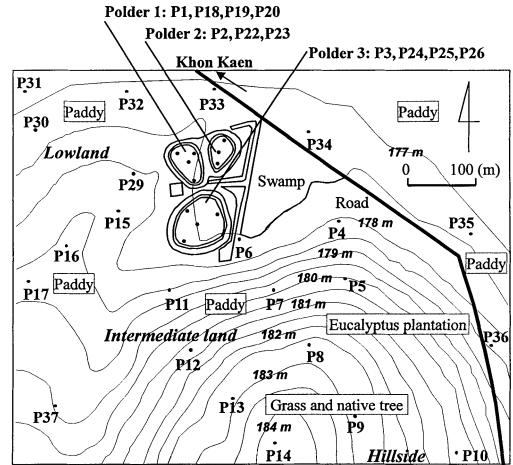 Polder 1: P1, P18, P19, P20
Polder 2: P2, P22, P23
Polder 3: P3, P24, P25, P26
Khon Kaen
P31
P32
P33
Paddy
Paddy
P30
P34
Lowland
177 m
0 100 (m)
P29
Swamp
Road
P15
178 m
P35
P4
P6
P16
179 m
Paddy
Paddy
180 m
P5
P17
P11
Paddy
P7
181 m
Eucalyptus plantation
Intermediate land
182 m
P36
P12
P8
183 m
P37
P13
Grass and native tree
184 m
P9
P14
Hillside
P10